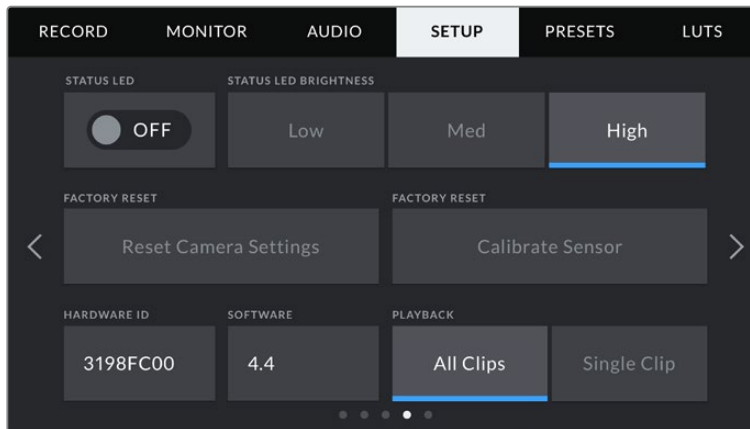 RECORD MONITOR AUDIO SETUP PRESETS LUTS
STATUS LED STATUS LED BRIGHTNESS
OFF Low Med High
FACTORY RESET FACTORY RESET
Reset Camera Settings Calibrate Sensor
HARDWARE ID SOFTWARE PLAYBACK
3198FC00 4.4 All Clips Single Clip